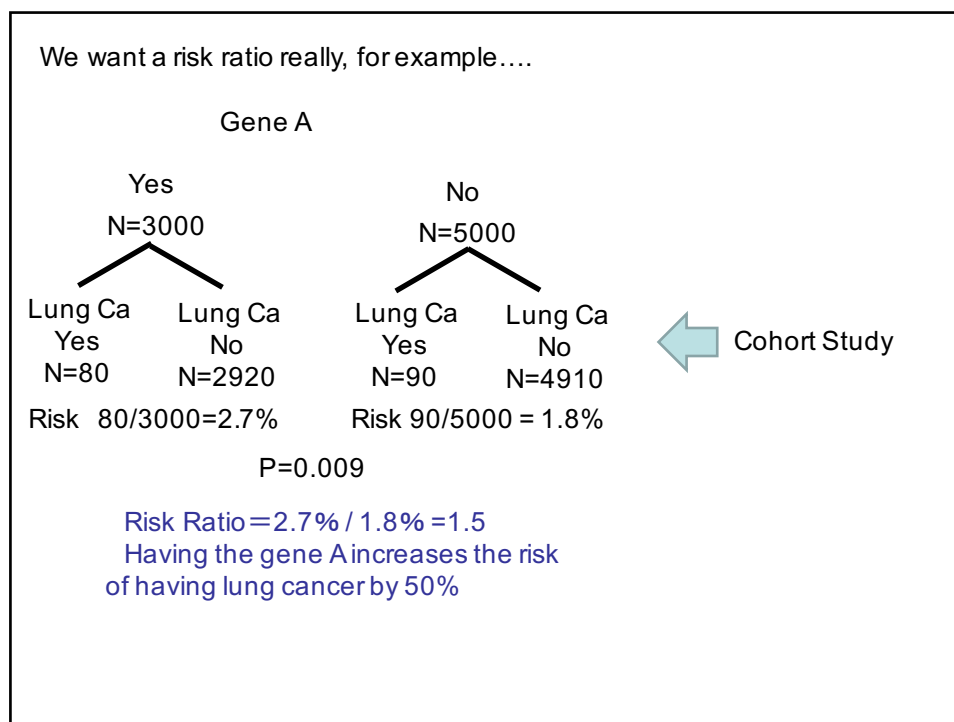 We want a risk ratio really, for example….
Gene A
Yes
N=3000
No
N=5000
Lung Ca
Yes
N=80
Lung Ca
No
N=2920
Lung Ca
Yes
N=90
Lung Ca
No
N=4910
Cohort Study
Risk 80/3000=2.7%
Risk 90/5000 = 1.8%
P=0.009
Risk Ratio＝2.7% / 1.8% =1.5
Having the gene A increases the risk
of having lung cancer by 50%